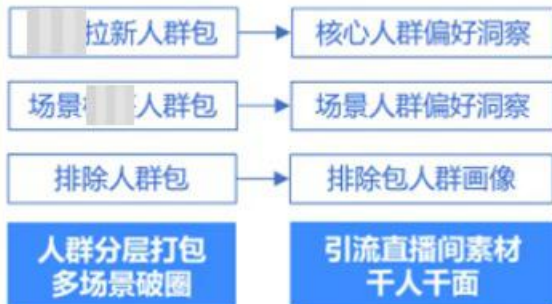 拉新人群包
核心人群偏好洞察
场景 人群包
场景人群偏好洞察
排除人群包
排除包人群画像
人群分层打包
多场景破圈
引流直播间素材
千人千面